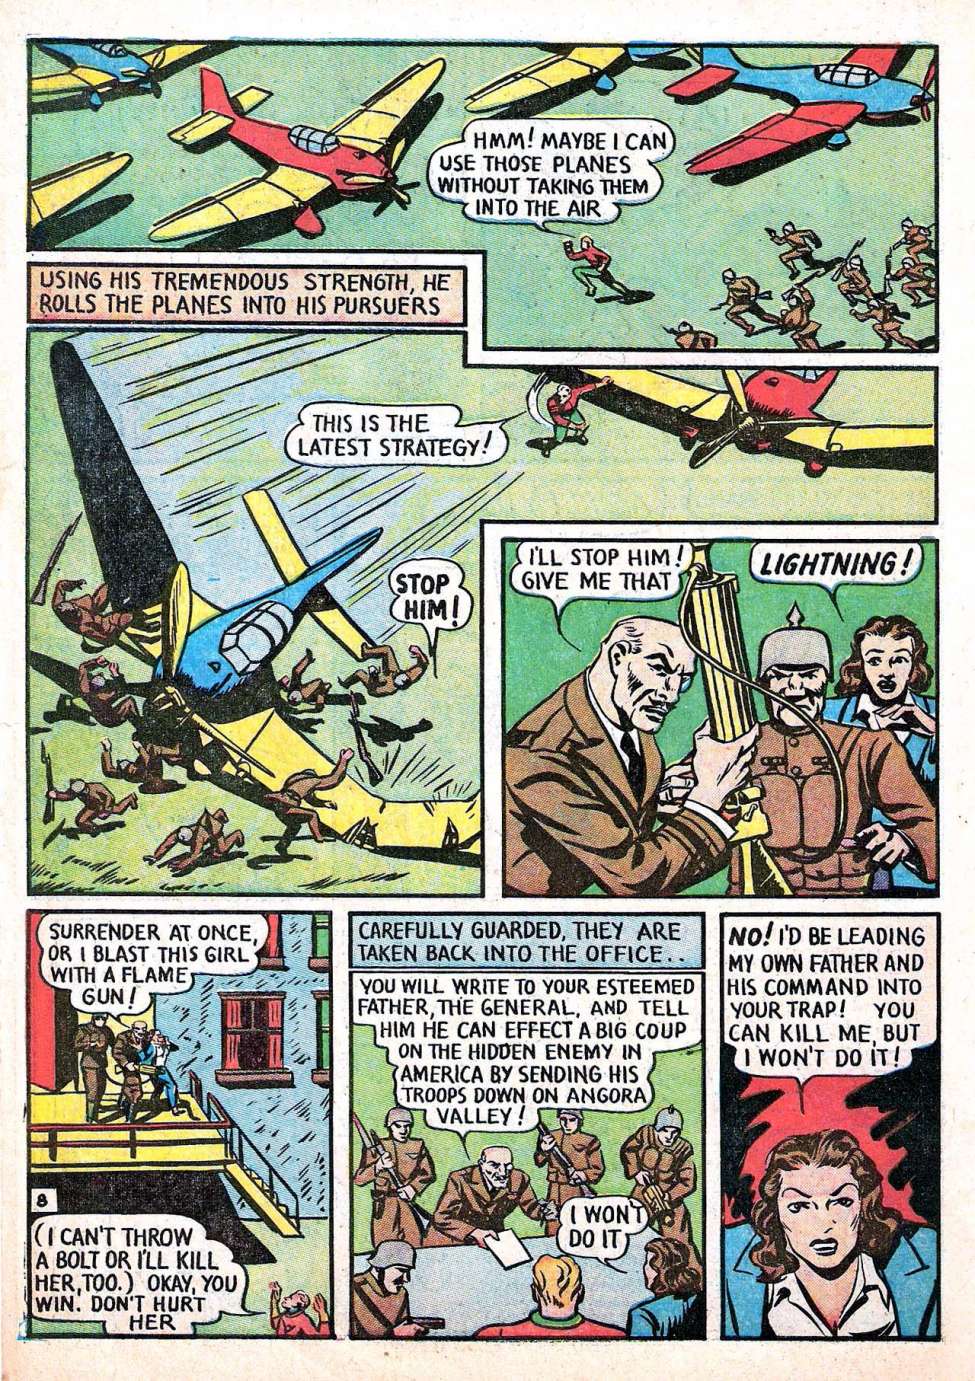 HMM! MAYBE I CAN
USE THOSE PLANES
WITHOUT TAKING THEM
INTO THE AIR
USING HIS TREMENDOUS STRENGTH, HE
ROLLS THE PLANES INTO HIS PURSUERS
THIS IS THE
LATEST STRATEGY!
STOP
HIM!
I'LL STOP HIM!
GIVE ME THAT
LIGHTNING!
SURRENDER AT ONCE,
OR I BLAST THIS GIRL
WITH A FLAME
GUN!
8
(I CAN'T THROW
A BOLT OR I'LL KILL
HER, TOO.) OKAY, YOU
WIN. DON'T HURT
HER
CAREFULLY GUARDED, THEY ARE
TAKEN BACK INTO THE OFFICE..
YOU WILL WRITE TO YOUR ESTEEMED
FATHER, THE GENERAL, AND TELL
HIM HE CAN EFFECT A BIG COUP
ON THE HIDDEN ENEMY IN
AMERICA BY SENDING HIS
TROOPS DOWN ON ANGORA
VALLEY!
I WON'T
DO IT
NO! I'D BE LEADING
MY OWN FATHER AND
HIS COMMAND INTO
YOUR TRAP! YOU
CAN KILL ME, BUT
I WON'T DO IT!